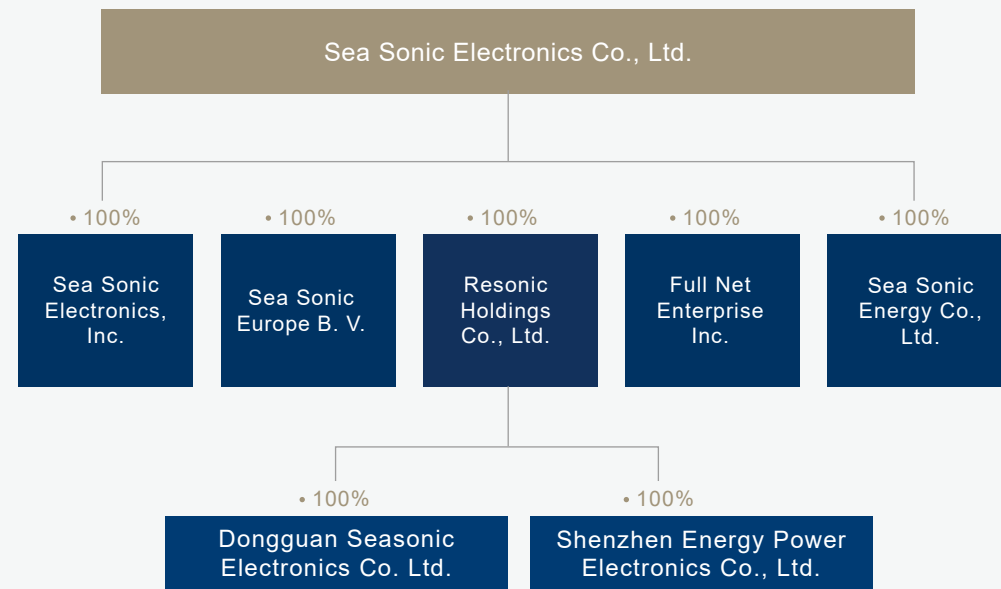 Sea Sonic Electronics Co., Ltd.
• 100%
• 100%
• 100%
• 100%
• 100%
Sea Sonic
Electronics,
Inc.
Sea Sonic
Europe B. V.
Resonic
Holdings
Co., Ltd.
Full Net
Enterprise
Inc.
Sea Sonic
Energy Co.,
Ltd.
• 100%
• 100%
Dongguan Seasonic
Electronics Co. Ltd.
Shenzhen Energy Power
Electronics Co., Ltd.